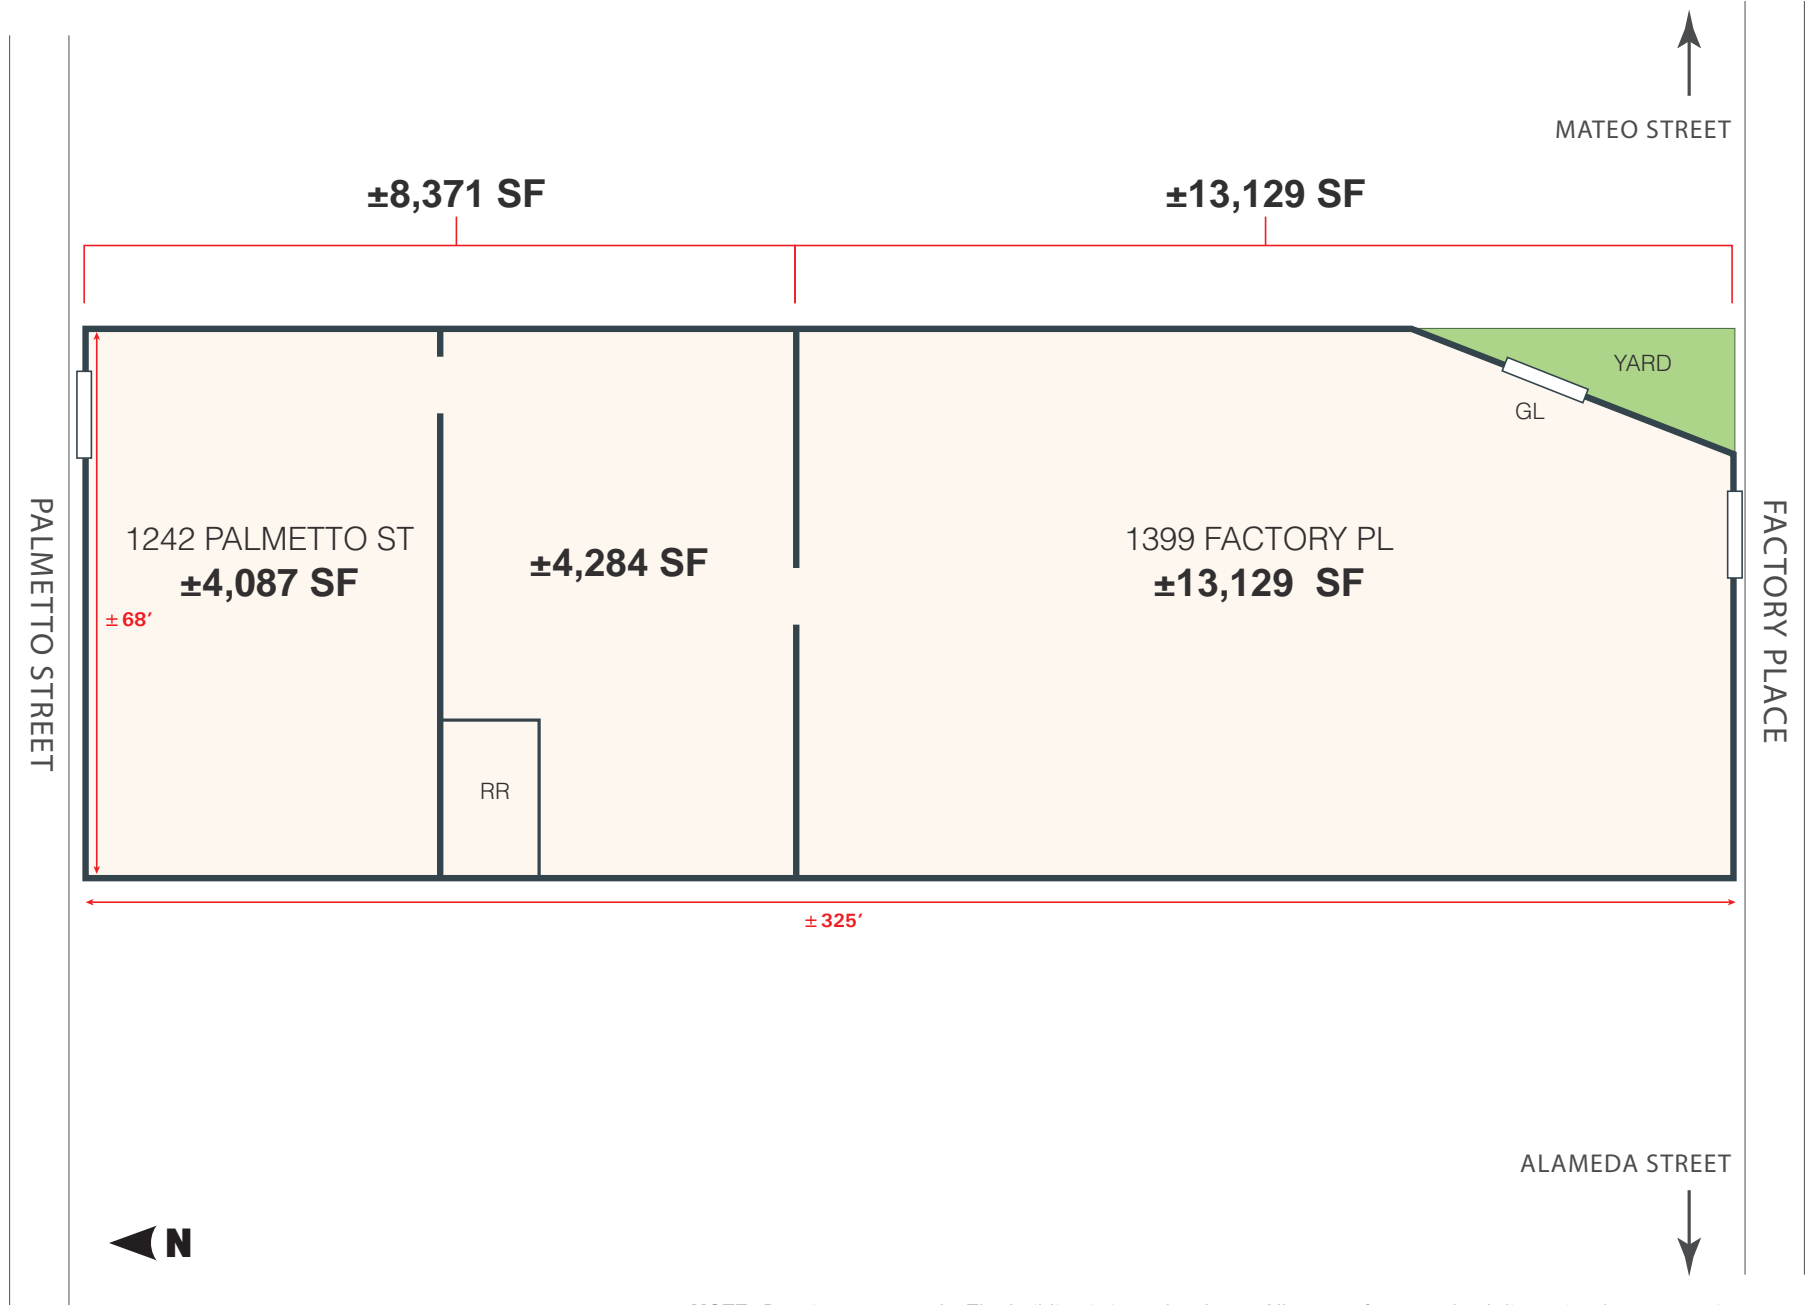 MATEO STREET
±8,371 SF
±13,129 SF
YARD
GL
PALMETTO STREET
1242 PALMETTO ST
±4,087 SF
±4,284 SF
1399 FACTORY PL
±13,129 SF
FACTORY PLACE
±68'
RR
±325'
ALAMEDA STREET
N